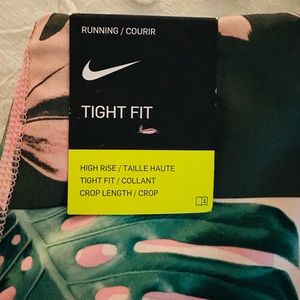 RUNNING / COURIR
TIGHT FIT
HIGH RISE / TAILLE HAUTE
TIGHT FIT / COLLANT
CROP LENGTH / CROP